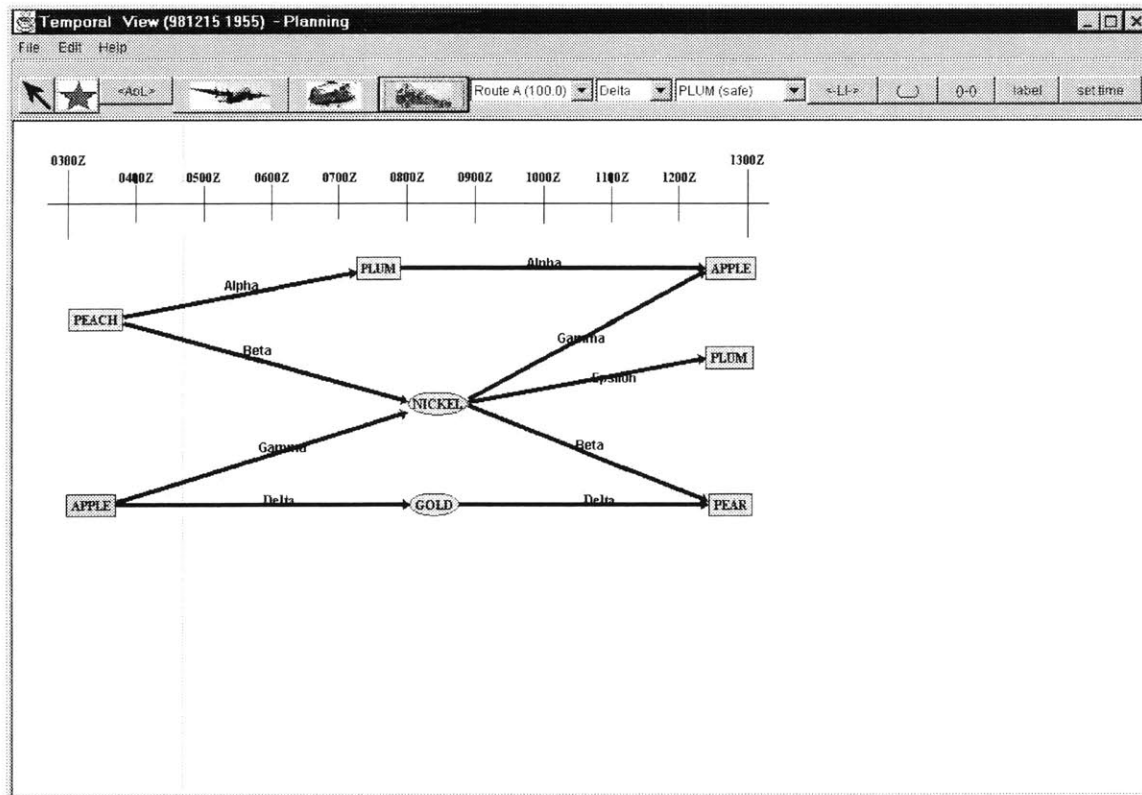 Temporal View (981215 1955) - Planning
File Edit Help
<AoL> Route A (100.0) Delta PLUM (safe) <-LI-> (__) ()-() label set time
0300Z 0400Z 0500Z 0600Z 0700Z 0800Z 0900Z 1000Z 1100Z 1200Z 1300Z
PLUM Alpha APPLE
Alpha
PEACH
Gamma
Beta PLUM
Epsilon
NICKEL
Gamma Beta
APPLE Delta GOLD Delta PEAR